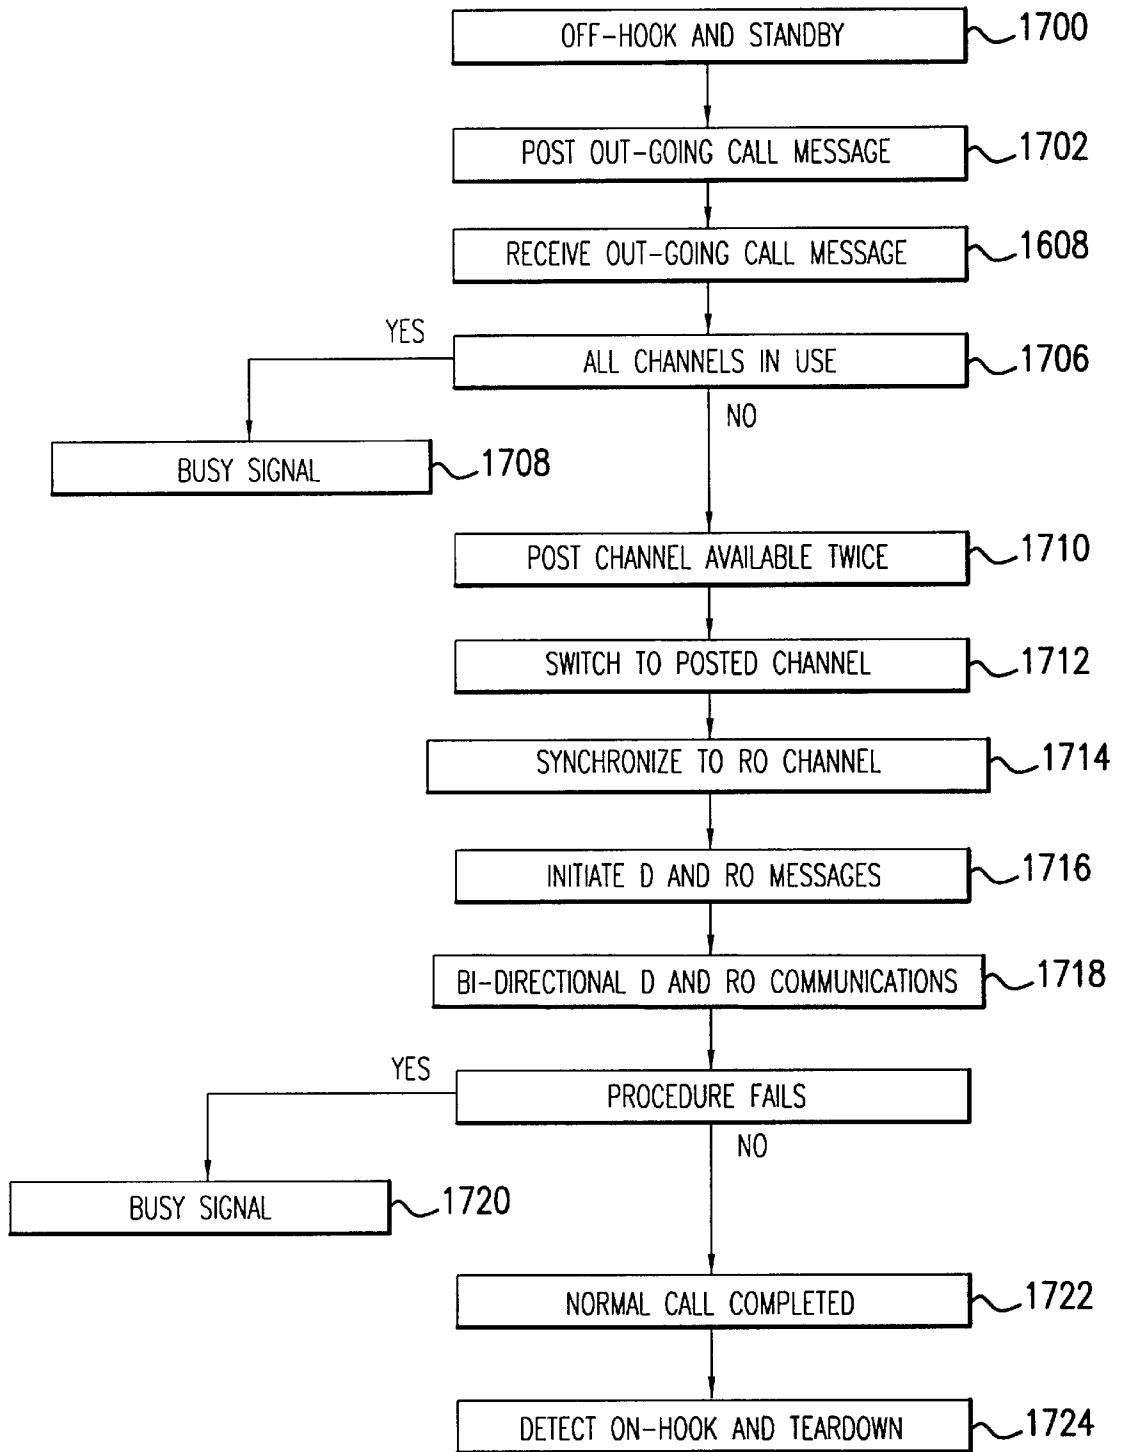 OFF-HOOK AND STANDBY 1700
POST OUT-GOING CALL MESSAGE 1702
RECEIVE OUT-GOING CALL MESSAGE 1608
YES
ALL CHANNELS IN USE 1706
NO
BUSY SIGNAL 1708
POST CHANNEL AVAILABLE TWICE 1710
SWITCH TO POSTED CHANNEL 1712
SYNCHRONIZE TO RO CHANNEL 1714
INITIATE D AND RO MESSAGES 1716
BI-DIRECTIONAL D AND RO COMMUNICATIONS 1718
YES
PROCEDURE FAILS
NO
BUSY SIGNAL 1720
NORMAL CALL COMPLETED 1722
DETECT ON-HOOK AND TEARDOWN 1724